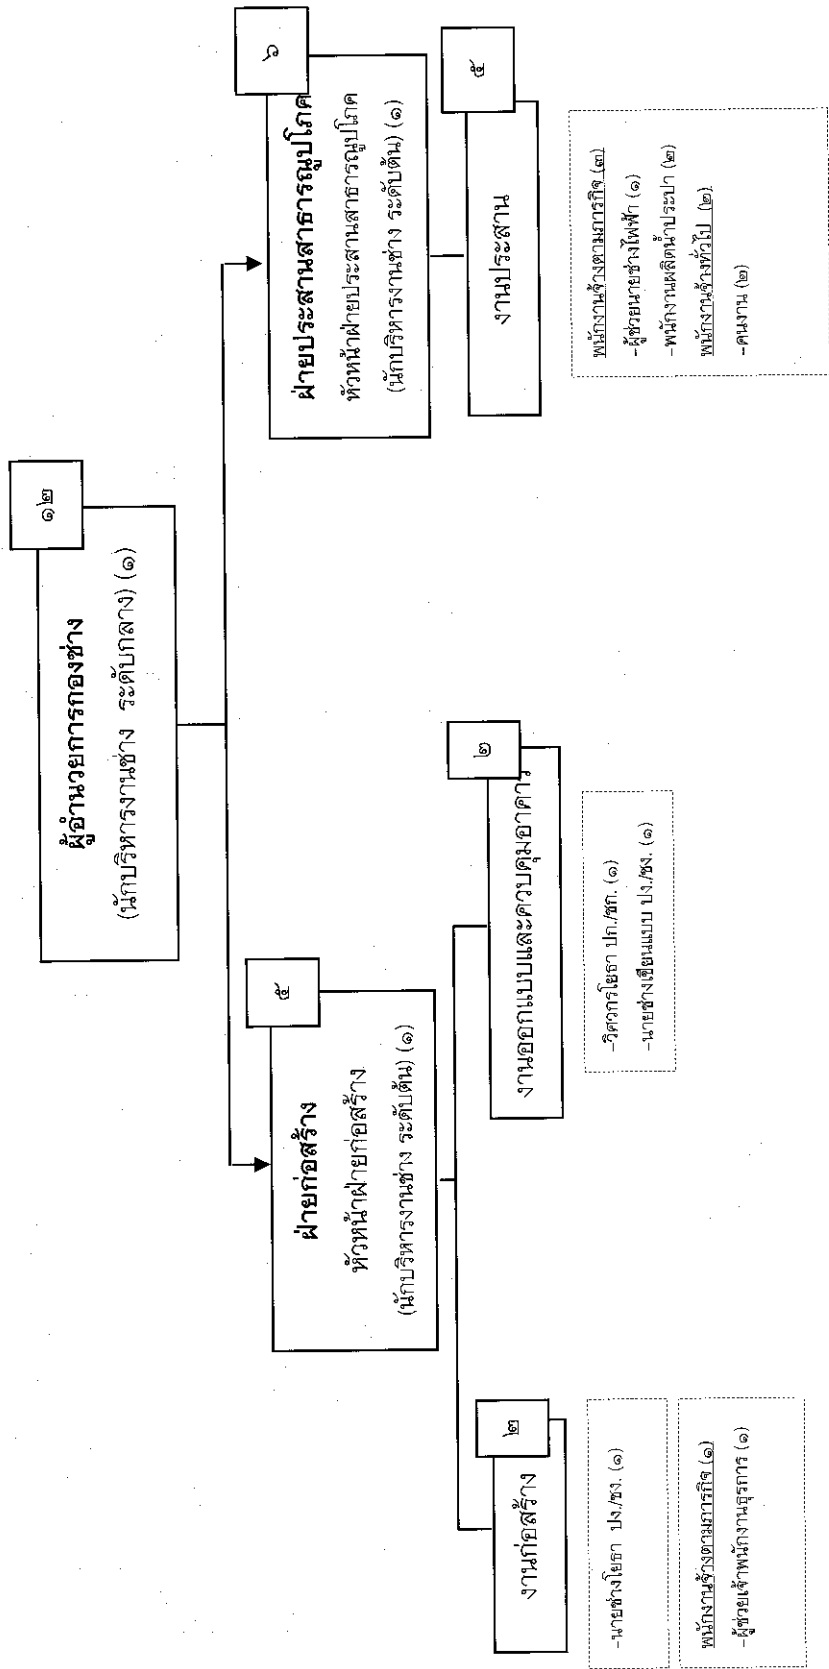 ๑๒
ผู้อำนวยการกองช่าง
(นักบริหารงานช่าง ระดับกลาง) (๑)
๕
ฝ่ายก่อสร้าง
หัวหน้าฝ่ายก่อสร้าง
(นักบริหารงานช่าง ระดับต้น) (๑)
๖
ฝ่ายประสานสาธารณูปโภค
หัวหน้าฝ่ายประสานสาธารณูปโภค
(นักบริหารงานช่าง ระดับต้น) (๑)
๒
งานก่อสร้าง
-นายช่างโยธา ปง./ชง. (๑)
พนักงานจ้างตามภารกิจ (๑)
-ผู้ช่วยเจ้าพนักงานธุรการ (๑)
๒
งานออกแบบและควบคุมอาคาร
-วิศวกรโยธา ปก./ชก. (๑)
-นายช่างเขียนแบบ ปง./ชง. (๑)
๕
งานประสาน
พนักงานจ้างตามภารกิจ (๓)
-ผู้ช่วยนายช่างไฟฟ้า (๑)
-พนักงานผลิตน้ำประปา (๒)
พนักงานจ้างทั่วไป (๒)
-คนงาน (๒)